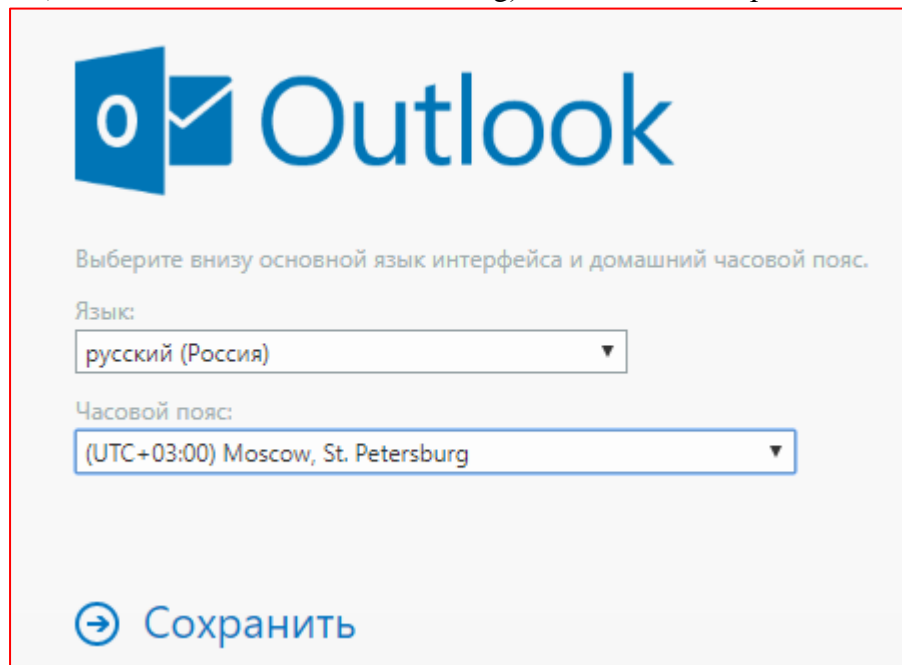 Outlook
Выберите внизу основной язык интерфейса и домашний часовой пояс.
Язык:
русский (Россия)
Часовой пояс:
(UTC+03:00) Moscow, St. Petersburg
Сохранить